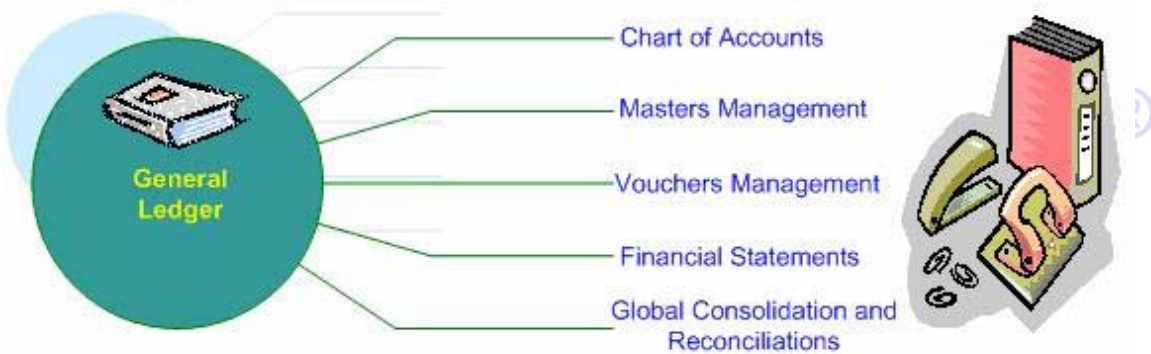 General
Ledger
Chart of Accounts
Masters Management
Vouchers Management
Financial Statements
Global Consolidation and
Reconciliations
®